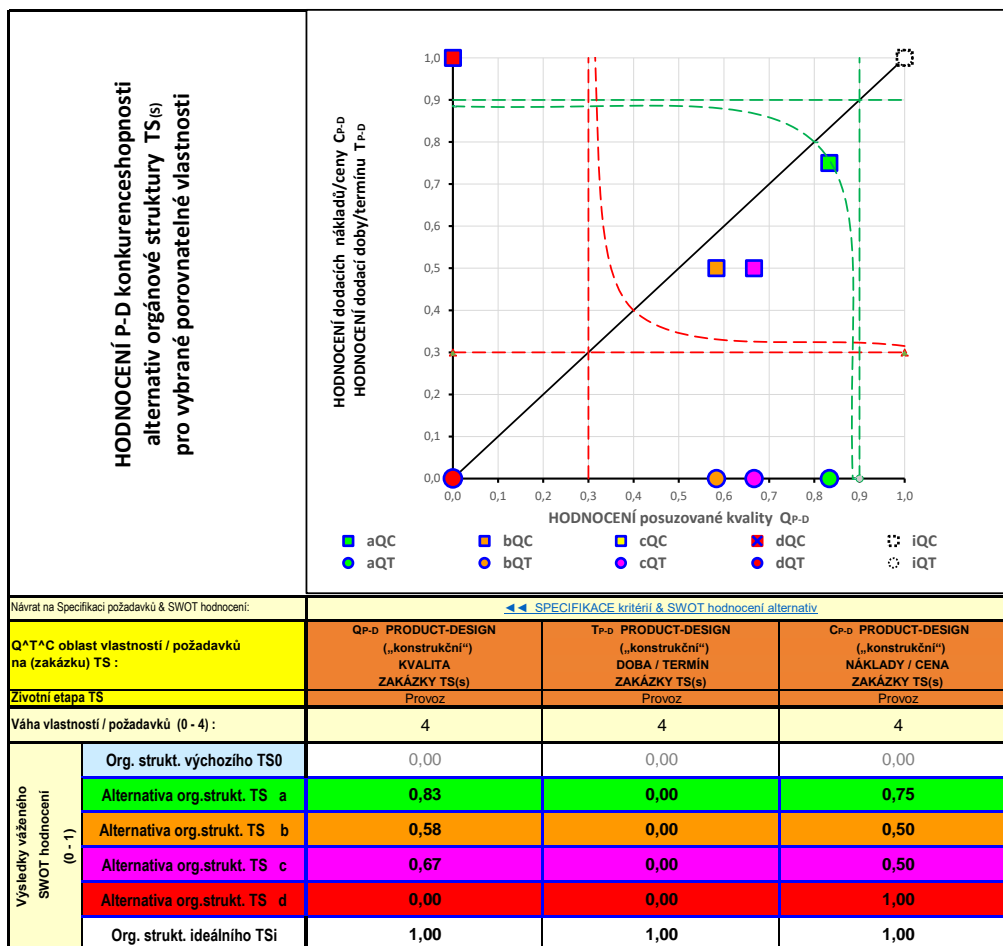 HODNOCENÍ P-D konkurenceshopnosti
alternativ orgánové struktury TS(s)
pro vybrané porovnatelné vlastnosti
HODNOCENÍ dodacích nákladů/ceny CP-D
HODNOCENÍ dodací doby/termínu TP-D
1,0
0,9
0,8
0,7
0,6
0,5
0,4
0,3
0,2
0,1
0,0
0,0 0,1 0,2 0,3 0,4 0,5 0,6 0,7 0,8 0,9 1,0
HODNOCENÍ posuzované kvality QP-D
aQC bQC cQC dQC iQC
aQT bQT cQT dQT iQT
Návrat na Specifikaci požadavků & SWOT hodnocení:
◄◄ SPECIFIKACE kritérií & SWOT hodnocení alternativ
Q^T^C oblast vlastností / požadavků
na (zakázku) TS :
QP-D PRODUCT-DESIGN
(„konstrukční“)
KVALITA
ZAKÁZKY TS(s)
TP-D PRODUCT-DESIGN
(„konstrukční“)
DOBA / TERMÍN
ZAKÁZKY TS(s)
CP-D PRODUCT-DESIGN
(„konstrukční“)
NÁKLADY / CENA
ZAKÁZKY TS(s)
Životní etapa TS Provoz Provoz Provoz
Váha vlastností / požadavků (0 - 4) : 4 4 4
Výsledky váženého
SWOT hodnocení
(0 - 1)
Org. strukt. výchozího TS0 0,00 0,00 0,00
Alternativa org.strukt. TS a 0,83 0,00 0,75
Alternativa org.strukt. TS b 0,58 0,00 0,50
Alternativa org.strukt. TS c 0,67 0,00 0,50
Alternativa org.strukt. TS d 0,00 0,00 1,00
Org. strukt. ideálního TSi 1,00 1,00 1,00